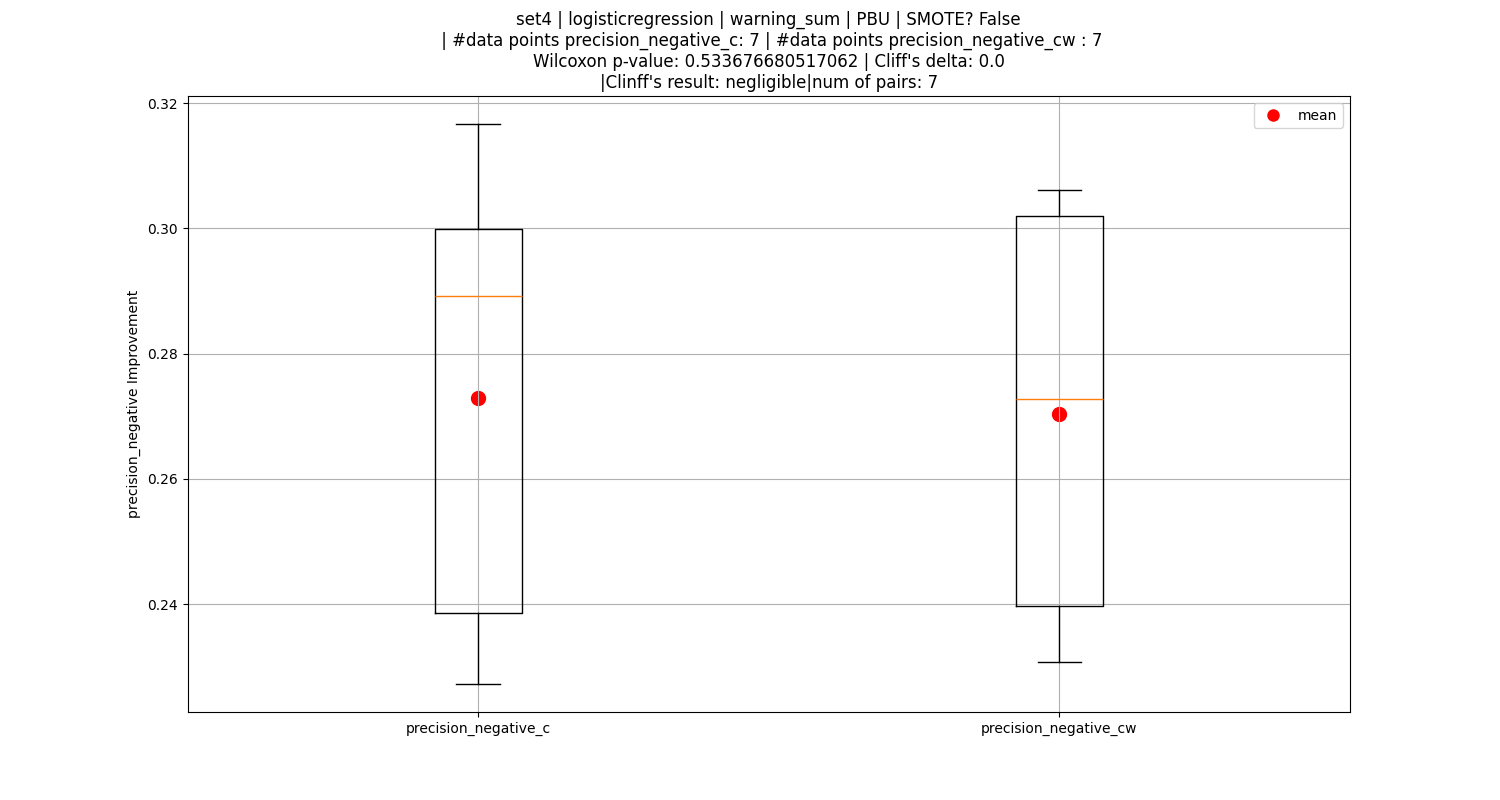 set4 | logisticregression | warning_sum | PBU | SMOTE? False
| #data points precision_negative_c: 7 | #data points precision_negative_cw : 7
Wilcoxon p-value: 0.533676680517062 | Cliff's delta: 0.0
|Clinff's result: negligible|num of pairs: 7
mean
0.32
0.30
0.28
0.26
0.24
precision_negative Improvement
precision_negative_c
precision_negative_cw